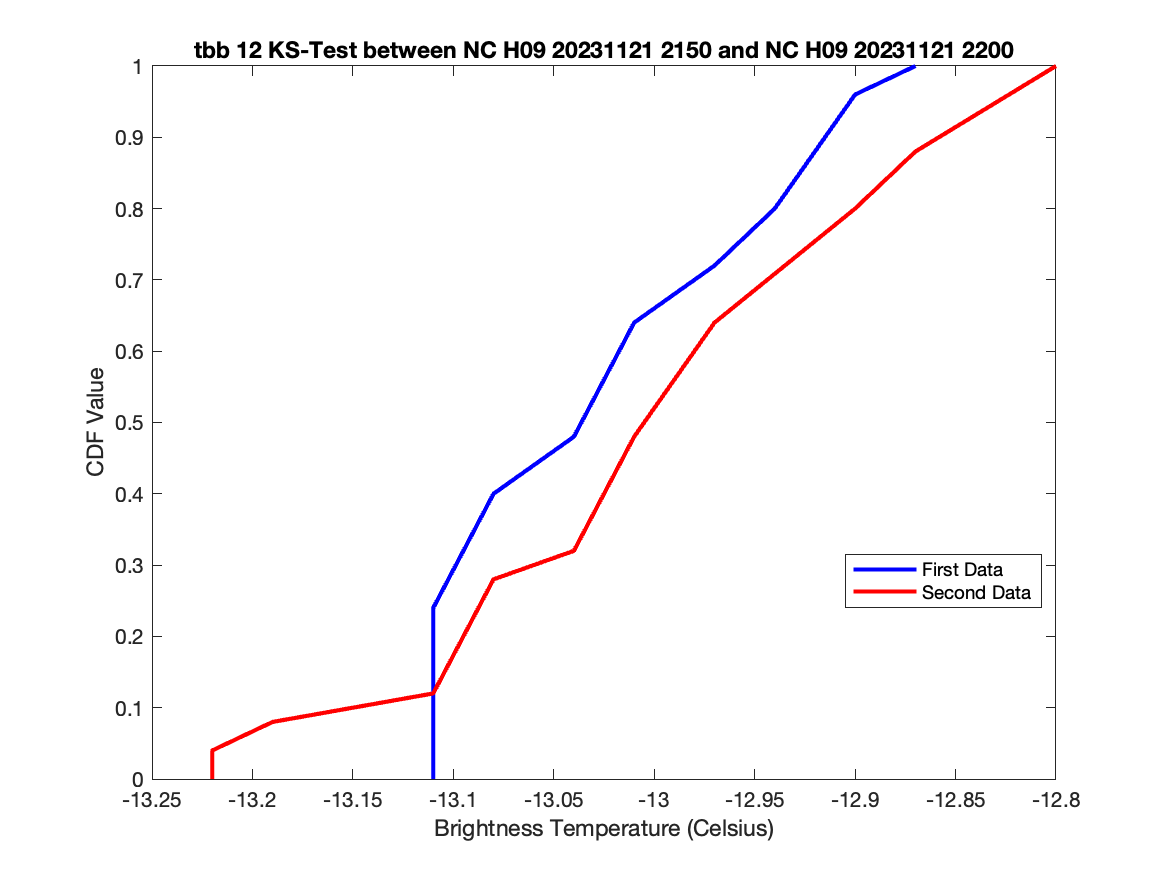 tbb 12 KS-Test between NC H09 20231121 2150 and NC H09 20231121 2200
1
0.9
0.8
0.7
0.6
0.5
0.4
0.3
0.2
0.1
0
CDF Value
First Data
Second Data
-13.25 -13.2 -13.15 -13.1 -13.05 -13 -12.95 -12.9 -12.85 -12.8
Brightness Temperature (Celsius)